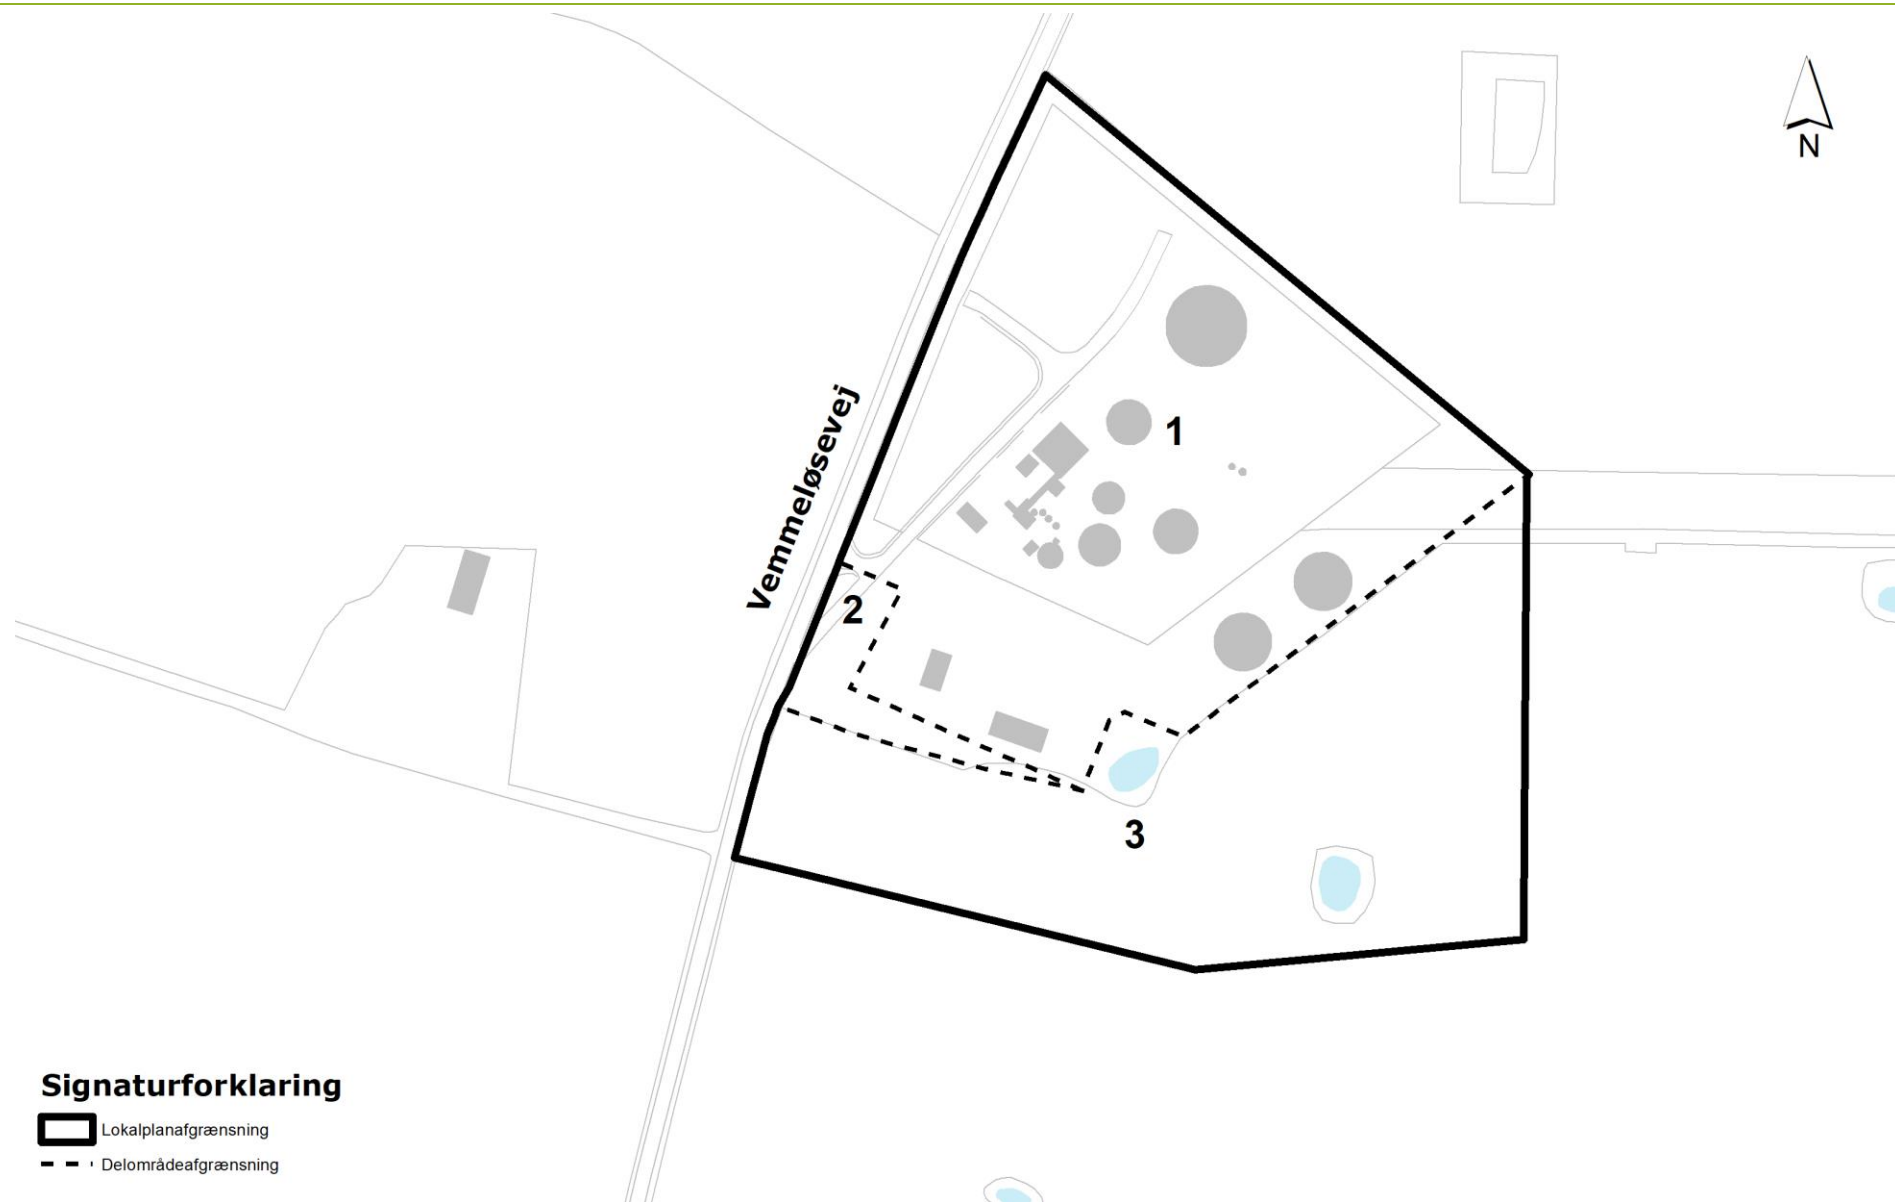 N
1
Vemmeløsevej
2
3
Signaturforklaring
Lokalplanafgrænsning
Delområdeafgrænsning